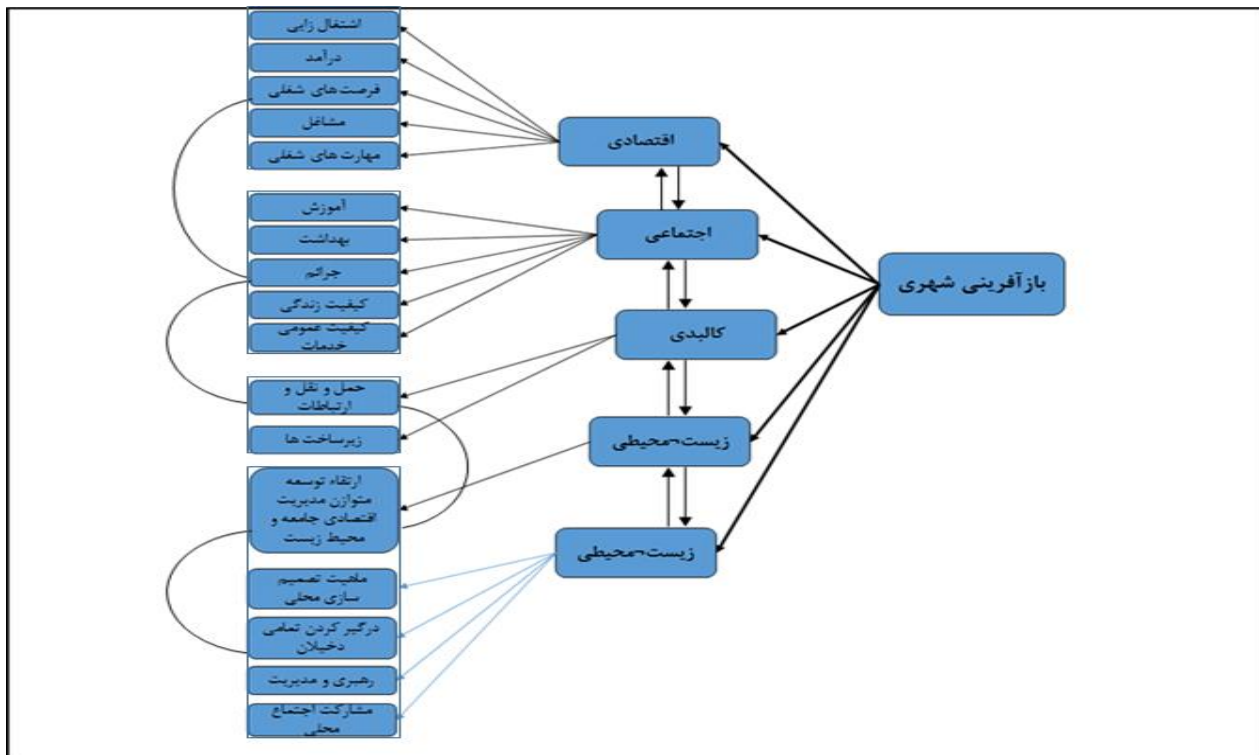 بازآفرینی شهری
اقتصادی
اجتماعی
کالبدی
زیست¬محیطی
زیست¬محیطی
اشتغال زایی
درآمد
فرصت‌های شغلی
مشاغل
مهارت های شغلی
آموزش
بهداشت
جرائم
کیفیت زندگی
کیفیت عمومی
خدمات
حمل و نقل و
ارتباطات
زیرساخت ها
ارتقاء توسعه
متوازن مدیریت
اقتصادی جامعه و
محیط زیست
ماهیت تصمیم
سازی محلی
درگیر کردن تمامی
دخیلان
رهبری و مدیریت
مشارکت اجتماع
محلی